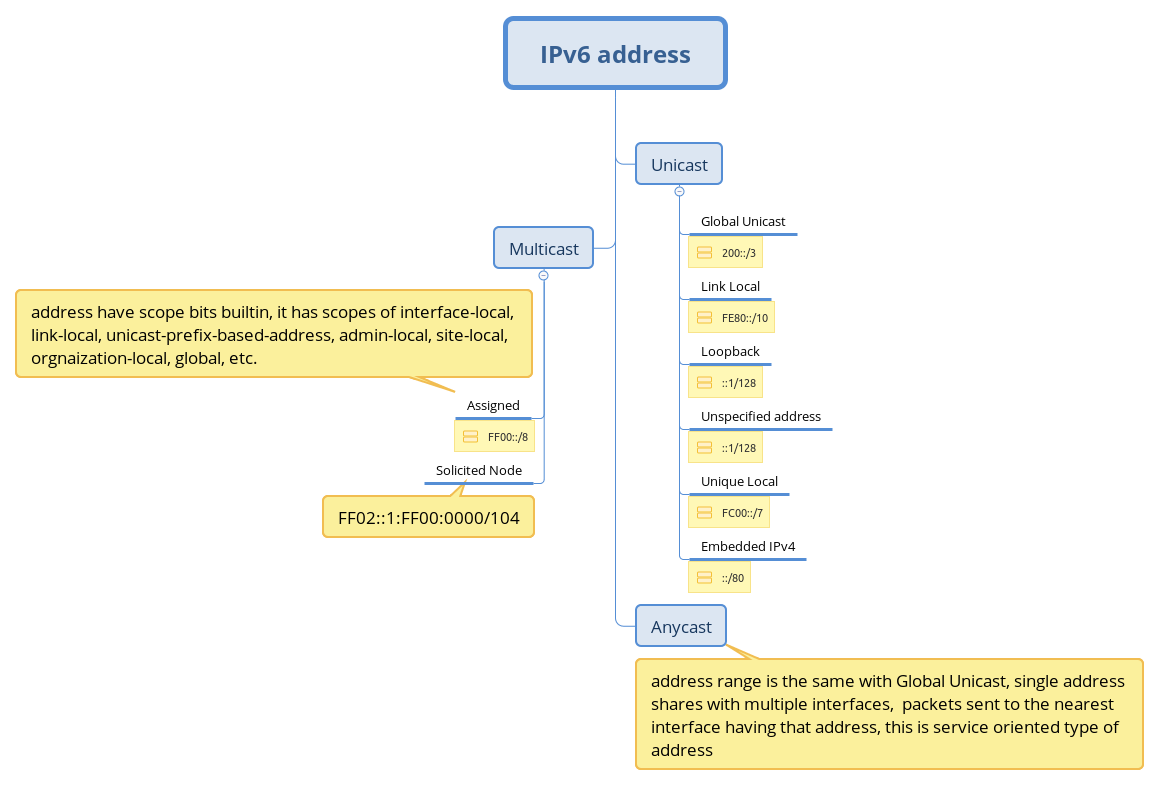 IPv6 address
Unicast
Global Unicast
200::/3
Link Local
FE80::/10
Loopback
::1/128
Unspecified address
::1/128
Unique Local
FC00::/7
Embedded IPv4
::/80
Multicast
address have scope bits builtin, it has scopes of interface-local,
link-local, unicast-prefix-based-address, admin-local, site-local,
orgnaization-local, global, etc.
Assigned
FF00::/8
Solicited Node
FF02::1:FF00:0000/104
Anycast
address range is the same with Global Unicast, single address
shares with multiple interfaces,  packets sent to the nearest
interface having that address, this is service oriented type of
address